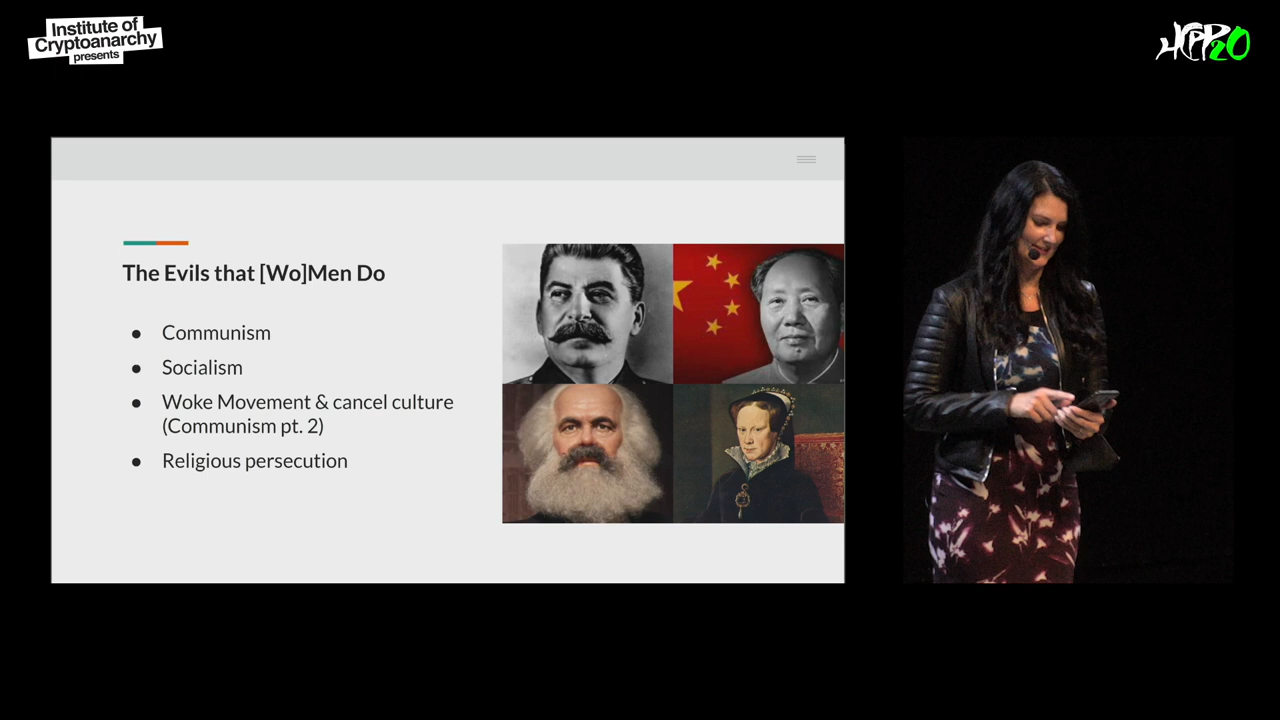 Institute of
Cryptoanarchy
presents
HCPP20
The Evils that [Wo]Men Do
● Communism
● Socialism
● Woke Movement & cancel culture
(Communism pt. 2)
● Religious persecution